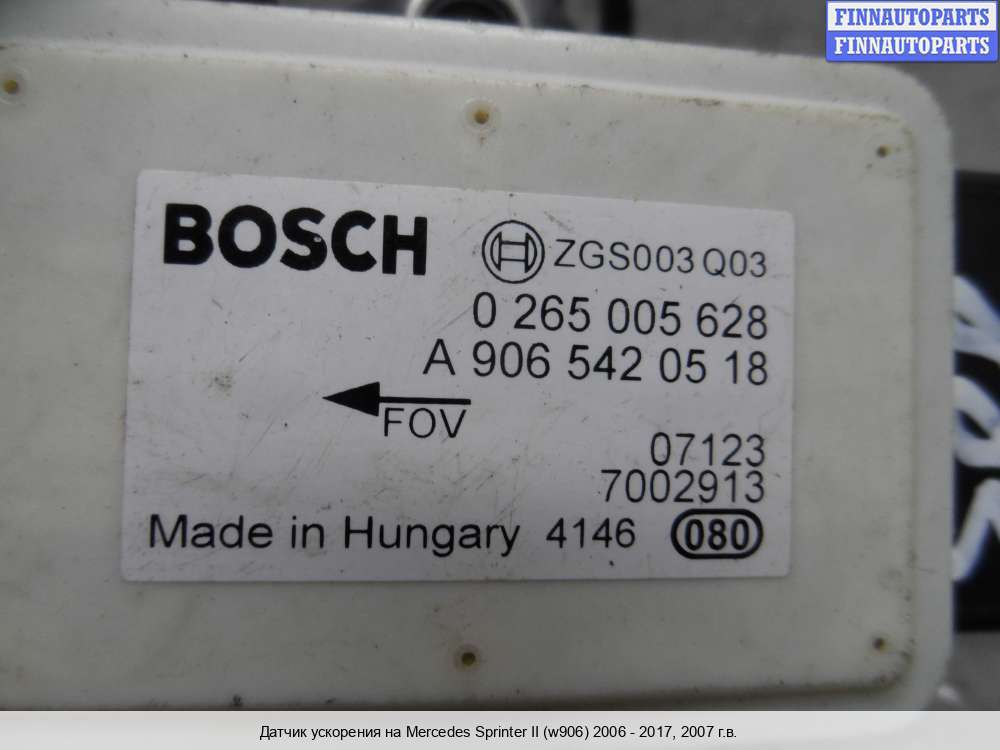 FINNAUTOPARTS
FINNAUTOPARTS
BOSCH ZGS003 Q03
0 265 005 628
A 906 542 05 18
FOV
07123
7002913
Made in Hungary 4146 080
Датчик ускорения на Mercedes Sprinter II (w906) 2006 - 2017, 2007 г.в.